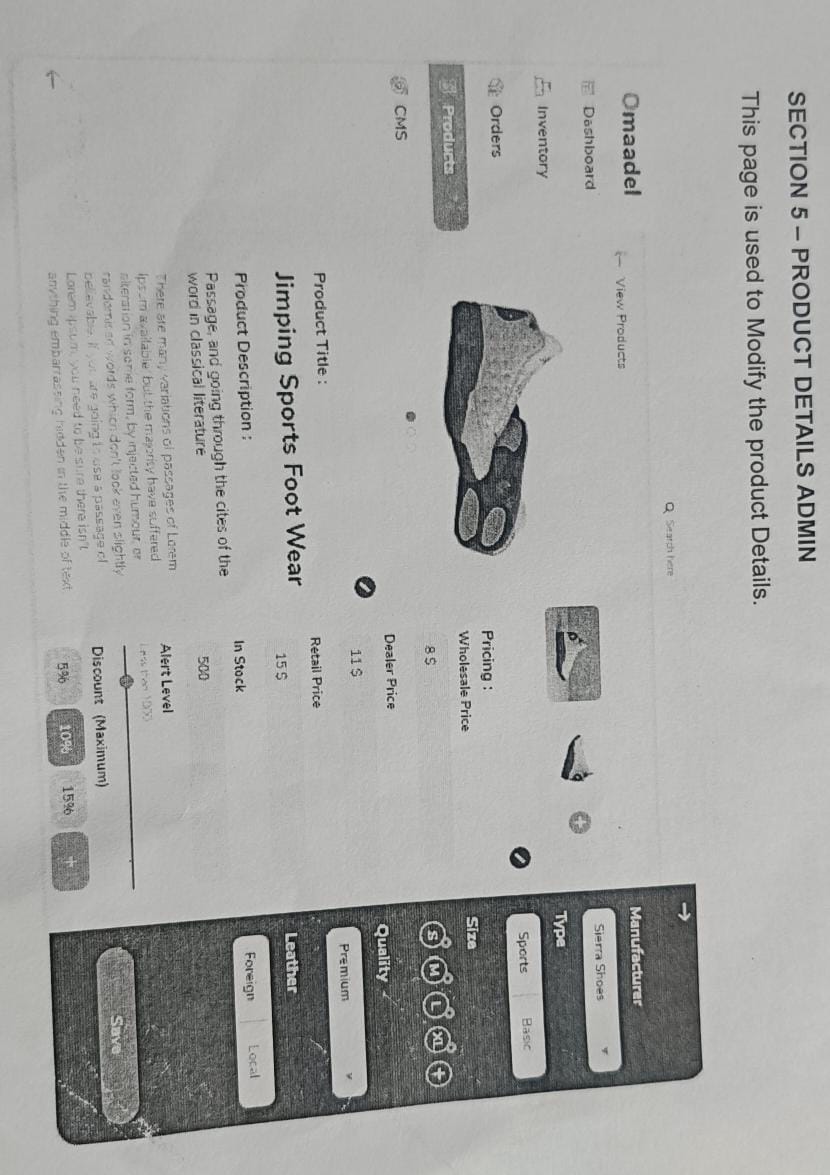 SECTION 5 – PRODUCT DETAILS ADMIN
This page is used to Modify the product Details.
Search here
Omaadel
Dashboard
Inventory
Orders
Products
CMS
← View Products
Product Title :
Jimping Sports Foot Wear
Product Description :
Passage, and going through the cites of the
word in classical literature
There are many variations of passages of Lorem
Ipsum available, but the majority have suffered
alteration in some form, by injected humour, or
randomised words which don't look even slightly
believable. If you are going to use a passage of
Lorem Ipsum, you need to be sure there isn't
anything embarrassing hidden in the middle of text.
Pricing :
Wholesale Price
8 $
Dealer Price
11 $
Retail Price
15 $
In Stock
500
Alert Level
Less than 1000
Discount (Maximum)
5% 10% 15% +
Manufacturer
Sierra Shoes
Type
Sports Basic
Size
S M L XL +
Quality
Premium
Leather
Foreign Local
Save